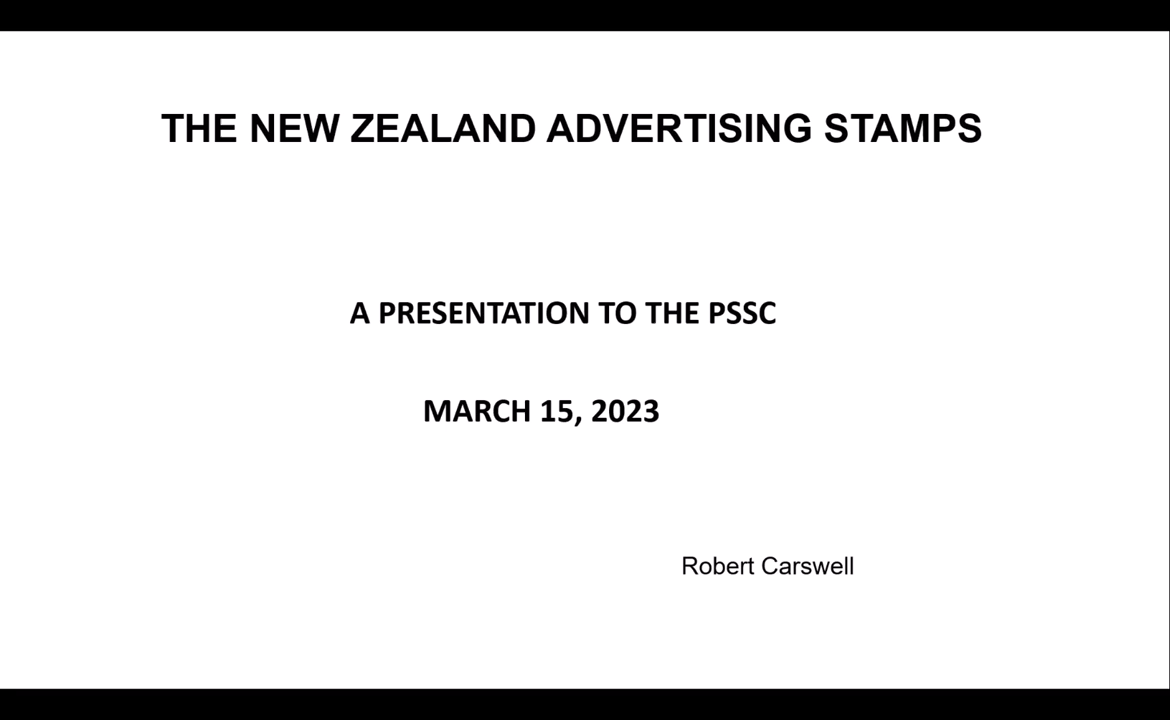 THE NEW ZEALAND ADVERTISING STAMPS
A PRESENTATION TO THE PSSC
MARCH 15, 2023
Robert Carswell